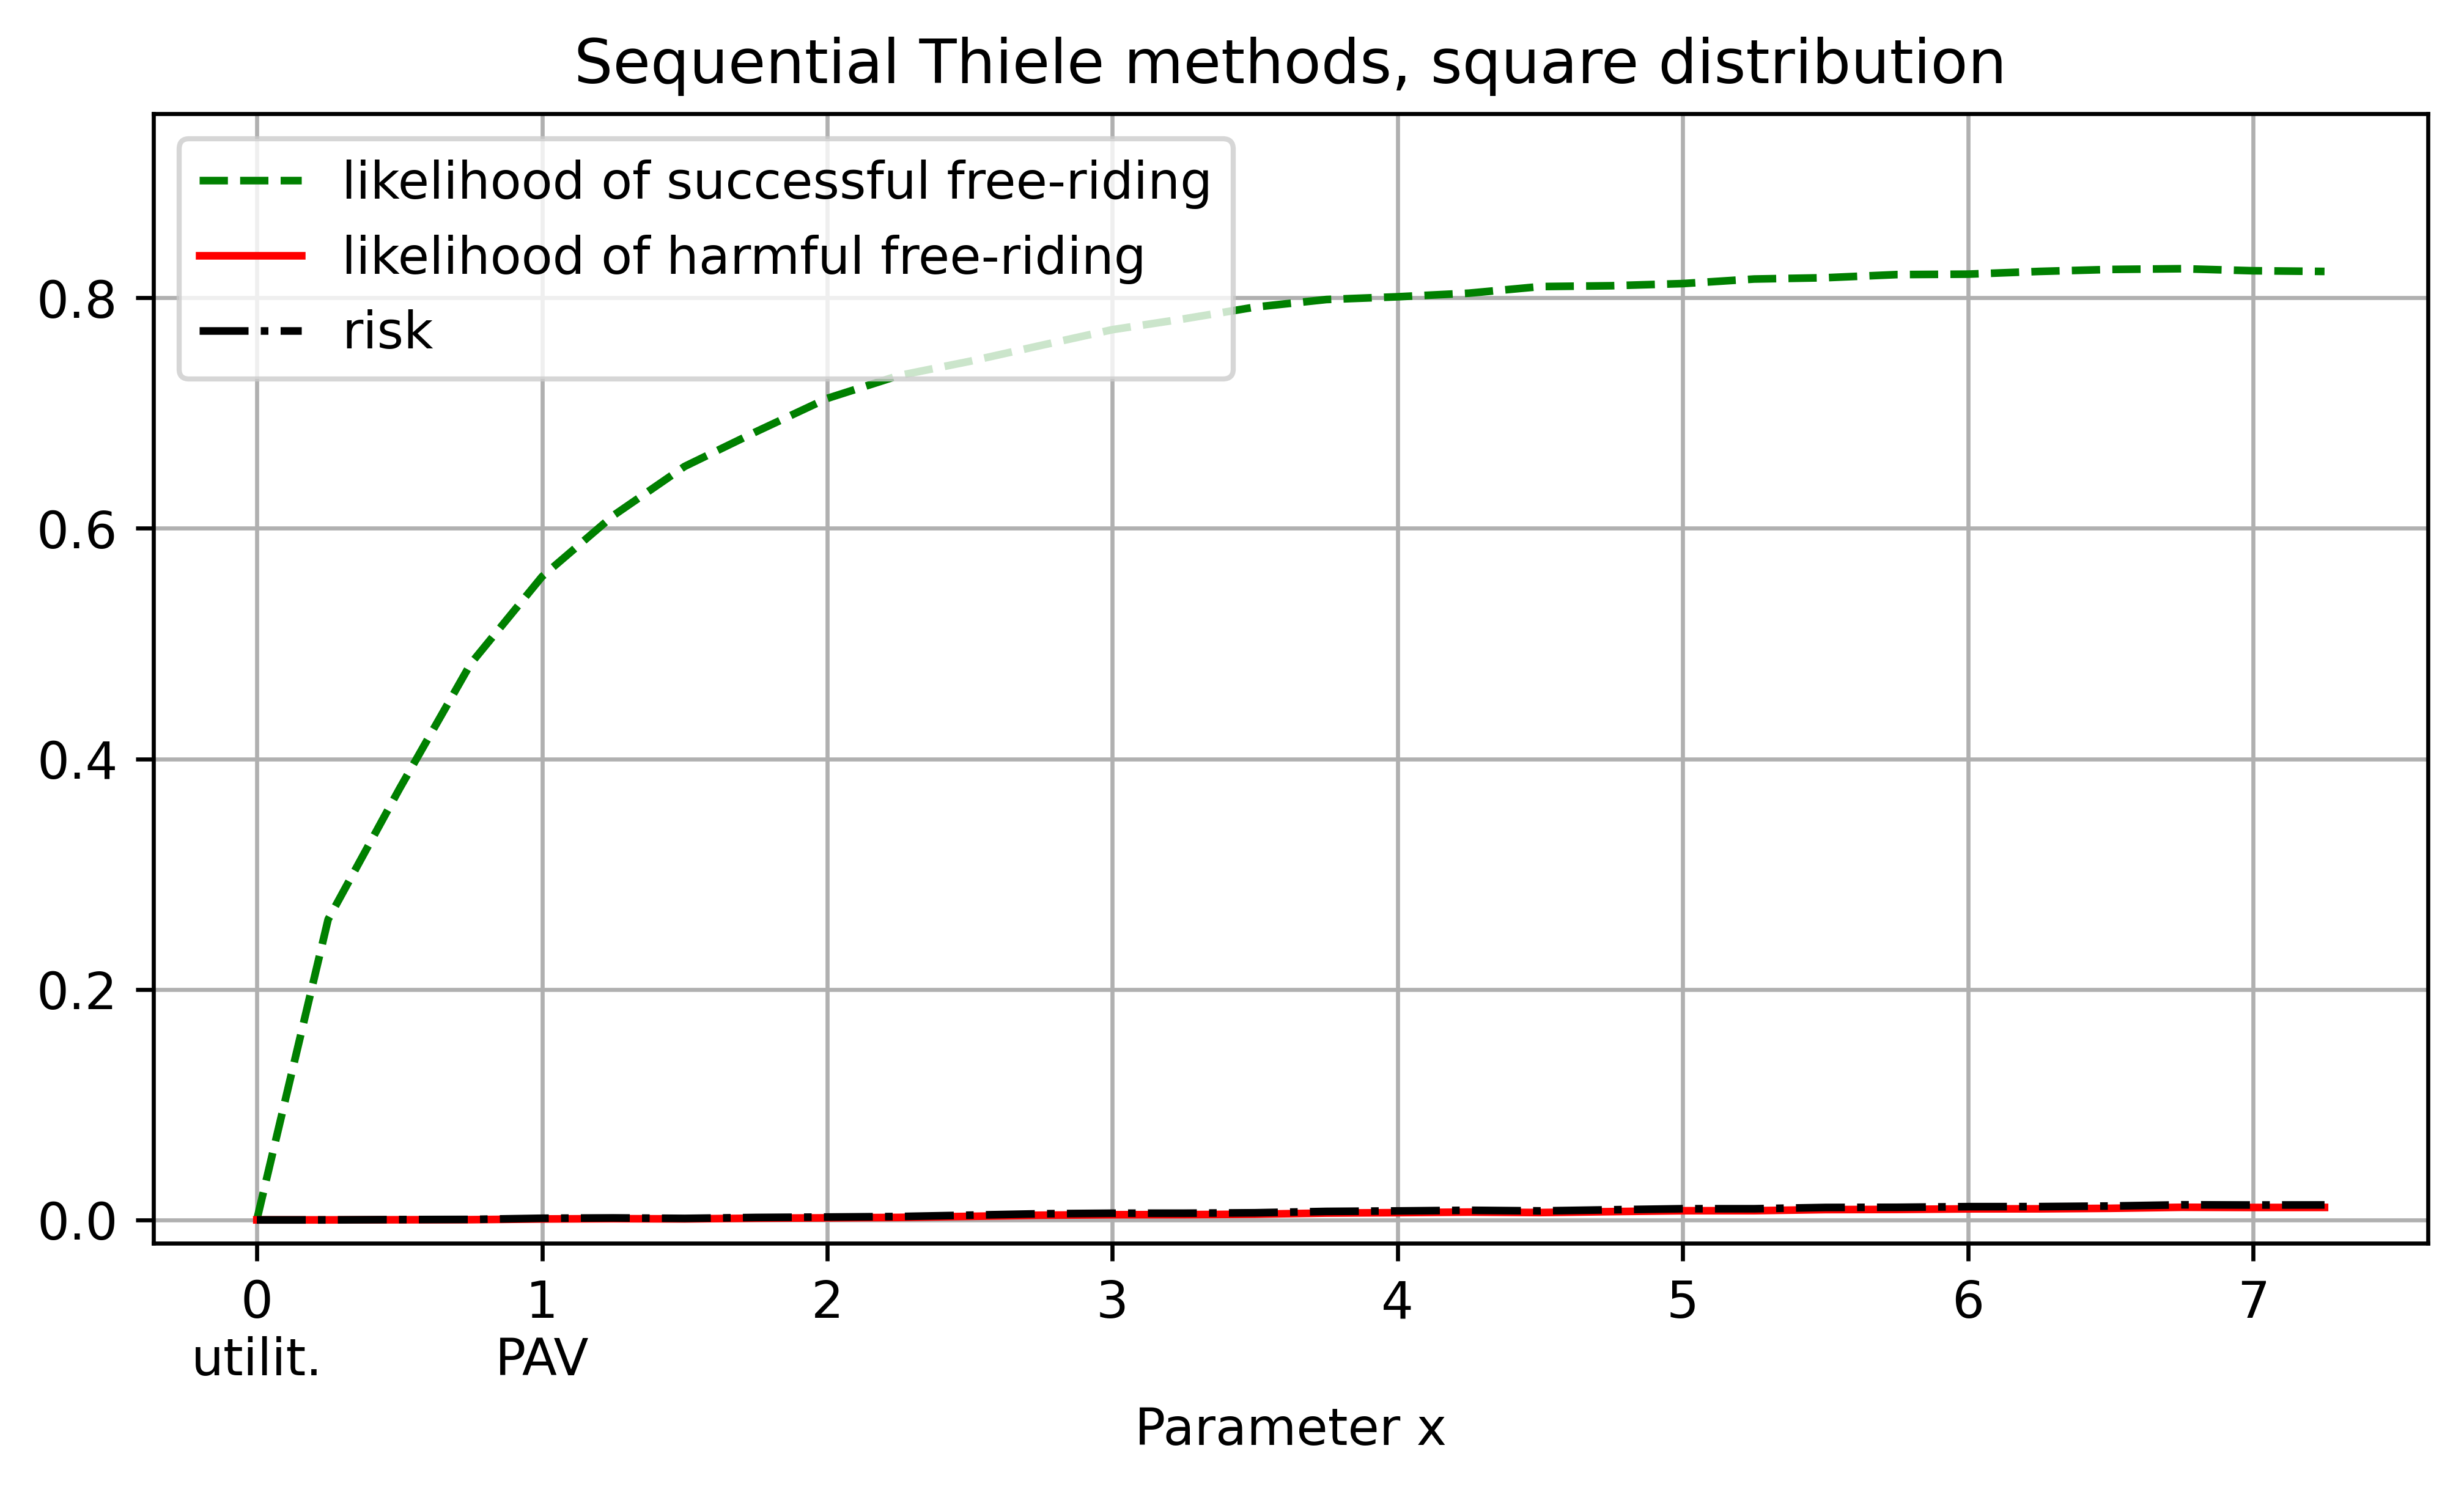 Sequential Thiele methods, square distribution
likelihood of successful free-riding
likelihood of harmful free-riding
risk
0.8
0.6
0.4
0.2
0.0
0 1 2 3 4 5 6 7
utilit. PAV
Parameter x